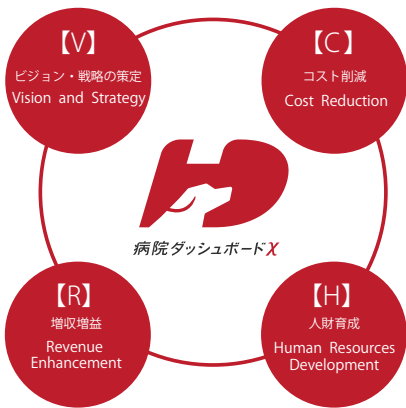 【V】
ビジョン・戦略の策定
Vision and Strategy
【C】
コスト削減
Cost Reduction
病院ダッシュボードχ
【R】
増収増益
Revenue
Enhancement
【H】
人財育成
Human Resources
Development